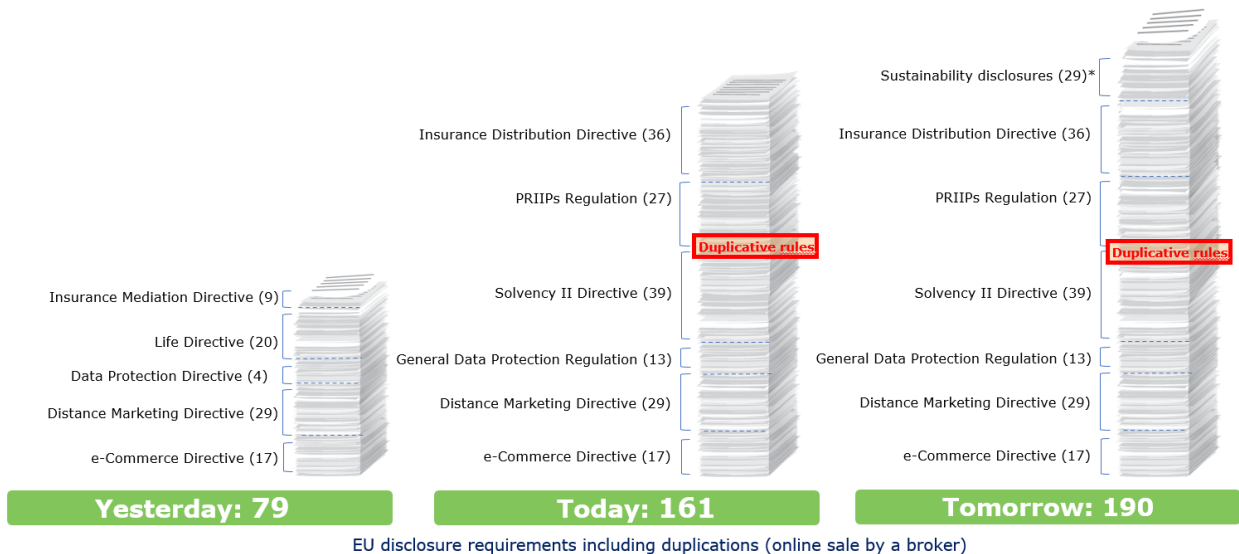 Insurance Mediation Directive (9)
Life Directive (20)
Data Protection Directive (4)
Distance Marketing Directive (29)
e-Commerce Directive (17)
Yesterday: 79
Insurance Distribution Directive (36)
PRIIPs Regulation (27)
Duplicative rules
Solvency II Directive (39)
General Data Protection Regulation (13)
Distance Marketing Directive (29)
e-Commerce Directive (17)
Today: 161
Sustainability disclosures (29)*
Insurance Distribution Directive (36)
PRIIPs Regulation (27)
Duplicative rules
Solvency II Directive (39)
General Data Protection Regulation (13)
Distance Marketing Directive (29)
e-Commerce Directive (17)
Tomorrow: 190
EU disclosure requirements including duplications (online sale by a broker)